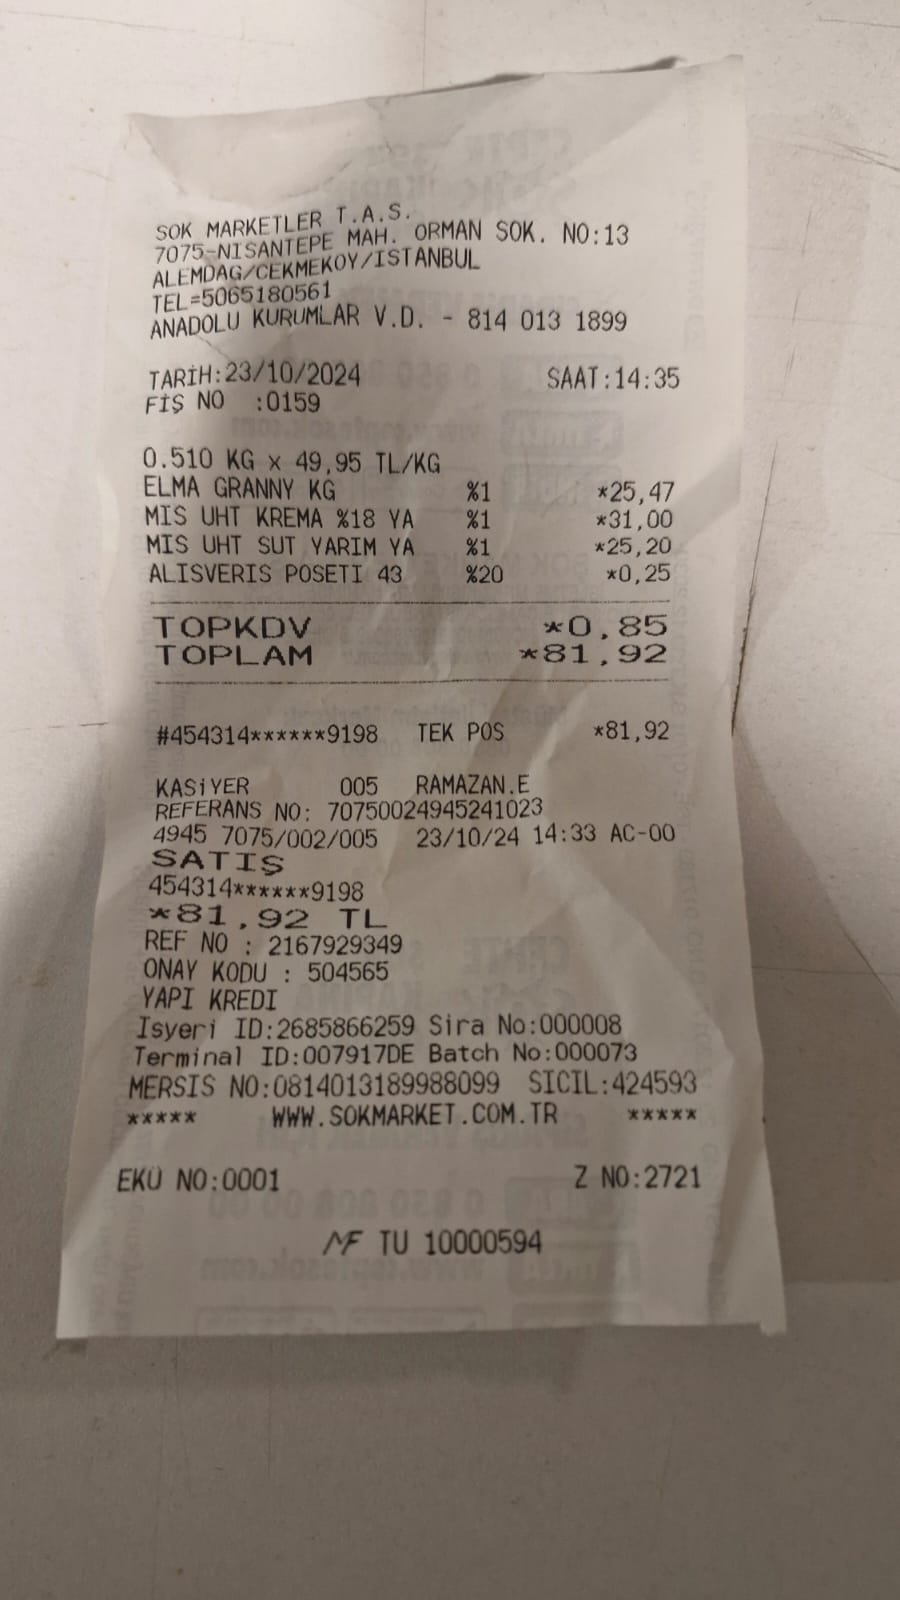 SOK MARKETLER T.A.S.
7075-NISANTEPE MAH. ORMAN SOK. NO:13
ALEMDAG/CEKMEKOY/ISTANBUL
TEL=5065180561
ANADOLU KURUMLAR V.D. - 814 013 1899
TARİH:23/10/2024 SAAT:14:35
FİŞ NO :0159
0.510 KG x 49,95 TL/KG
ELMA GRANNY KG %1 *25,47
MIS UHT KREMA %18 YA %1 *31,00
MIS UHT SUT YARIM YA %1 *25,20
ALISVERIS POSETI 43 %20 *0,25
TOPKDV *0,85
TOPLAM *81,92
#454314******9198 TEK POS *81,92
KASİYER 005 RAMAZAN.E
REFERANS NO: 70750024945241023
4945 7075/002/005 23/10/24 14:33 AC-00
SATIŞ
454314******9198
*81,92 TL
REF NO : 2167929349
ONAY KODU : 504565
YAPI KREDI
Isyeri ID:2685866259 Sira No:000008
Terminal ID:007917DE Batch No:000073
MERSIS NO:0814013189988099 SICIL:424593
***** WWW.SOKMARKET.COM.TR *****
EKU NO:0001 Z NO:2721
MF TU 10000594